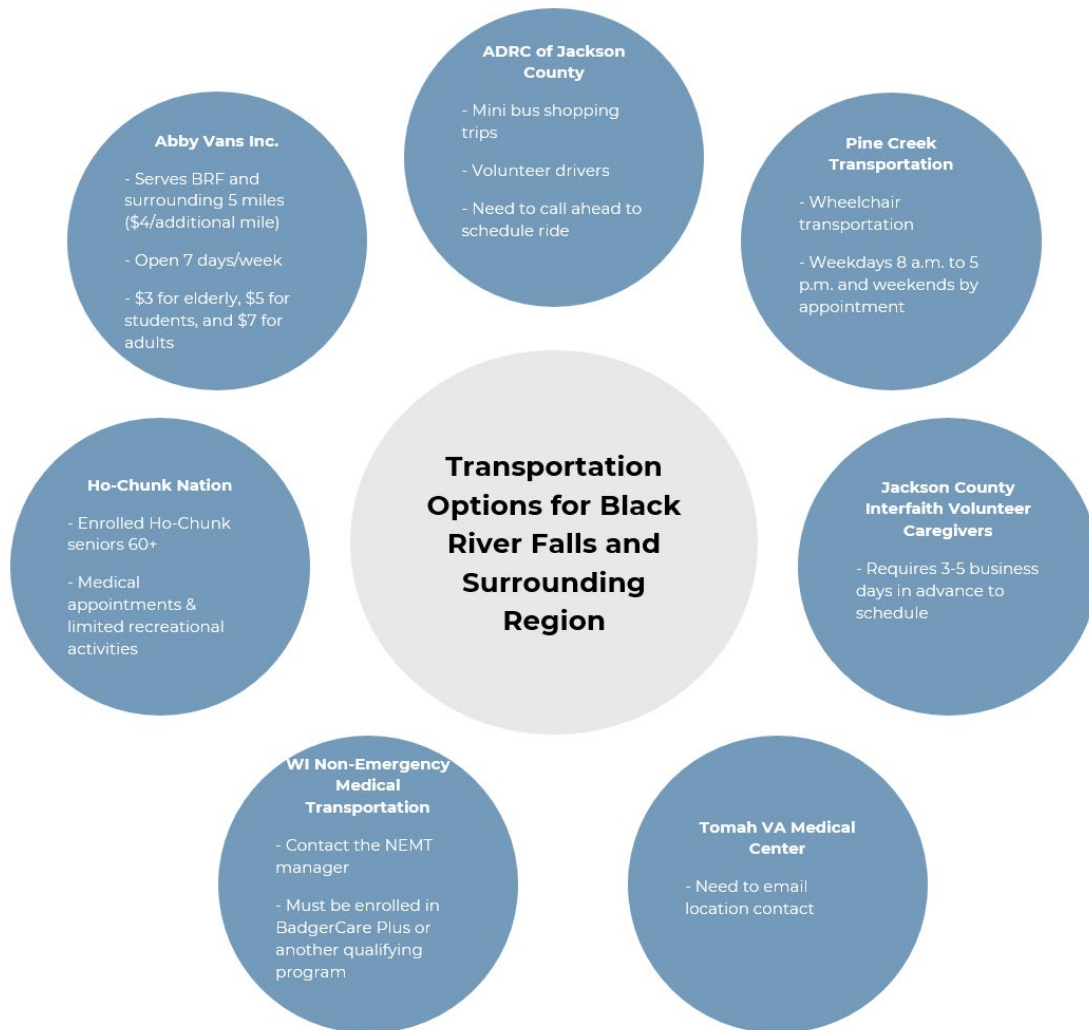 ADRC of Jackson
County
- Mini bus shopping
trips
- Volunteer drivers
- Need to call ahead to
schedule ride
Abby Vans Inc.
- Serves BRF and
surrounding 5 miles
($4/additional mile)
- Open 7 days/week
- $3 for elderly, $5 for
students, and $7 for
adults
Pine Creek
Transportation
- Wheelchair
transportation
- Weekdays 8 a.m. to 5
p.m. and weekends by
appointment
Transportation
Options for Black
River Falls and
Surrounding
Region
Ho-Chunk Nation
- Enrolled Ho-Chunk
seniors 60+
- Medical
appointments &
limited recreational
activities
Jackson County
Interfaith Volunteer
Caregivers
- Requires 3-5 business
days in advance to
schedule
WI Non-Emergency
Medical
Transportation
- Contact the NEMT
manager
- Must be enrolled in
BadgerCare Plus or
another qualifying
program
Tomah VA Medical
Center
- Need to email
location contact